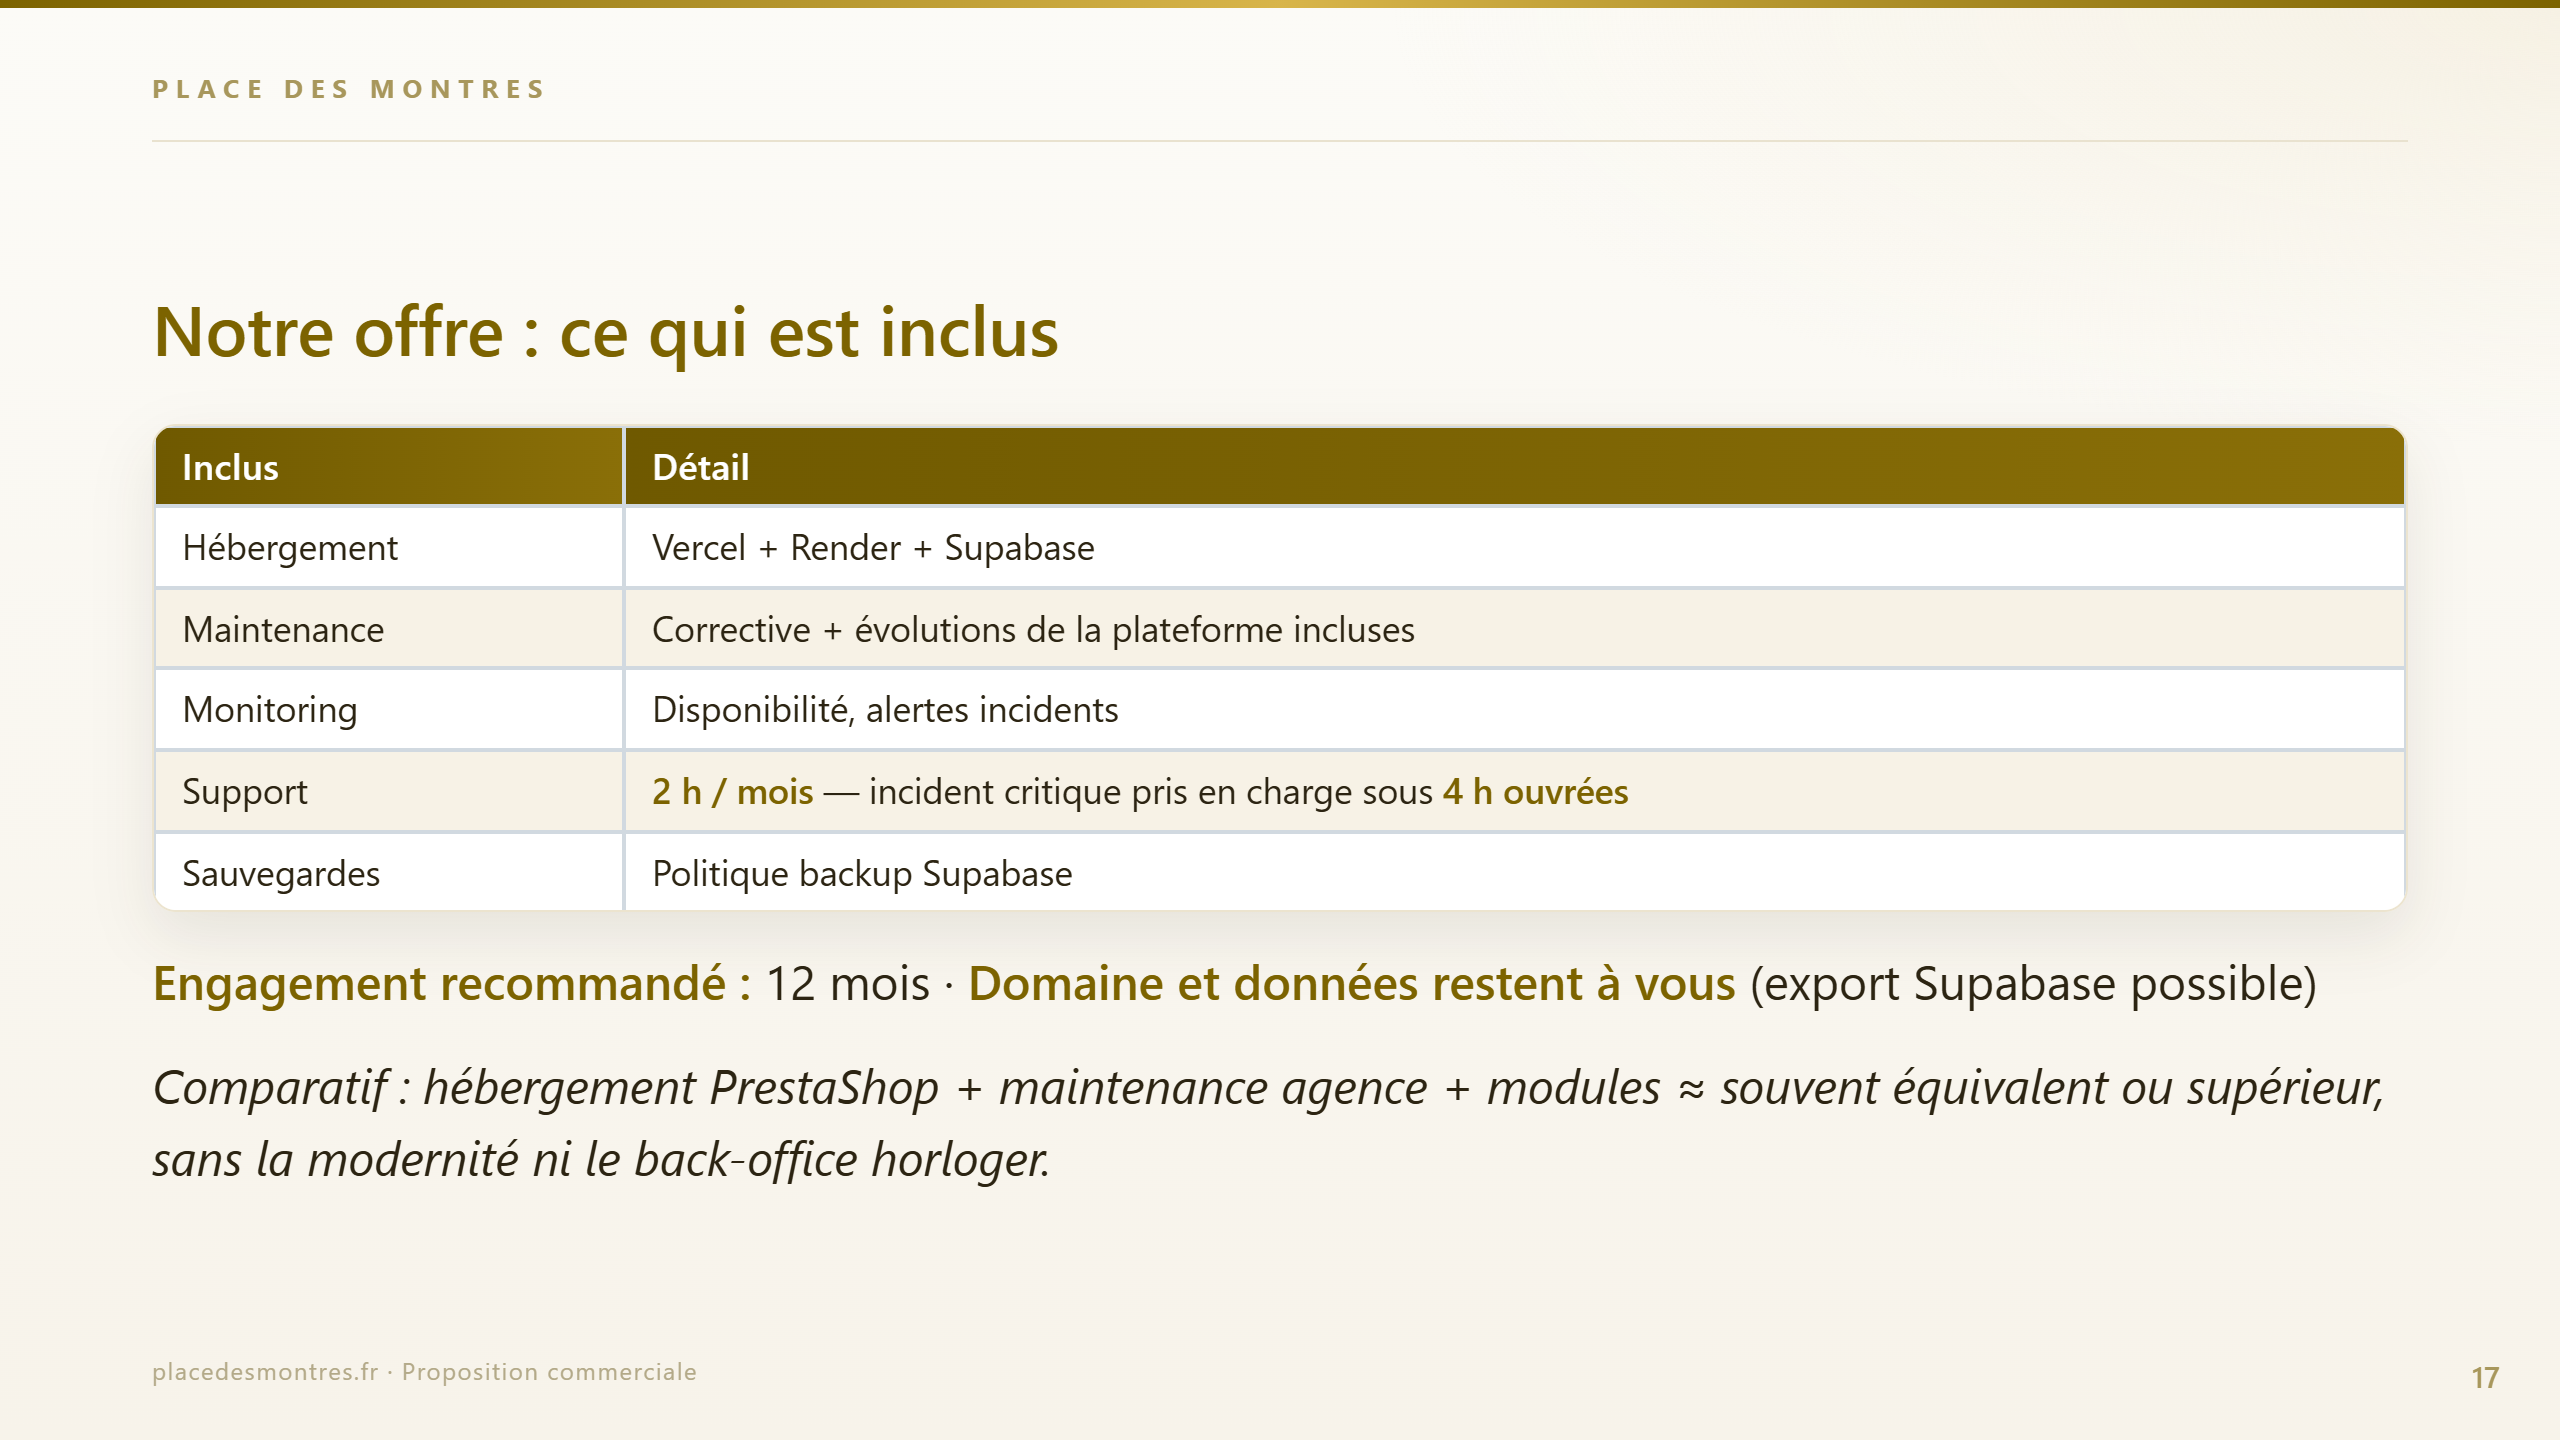 PLACE DES MONTRES
Notre offre : ce qui est inclus
Inclus Détail
Hébergement Vercel + Render + Supabase
Maintenance Corrective + évolutions de la plateforme incluses
Monitoring Disponibilité, alertes incidents
Support 2 h / mois — incident critique pris en charge sous 4 h ouvrées
Sauvegardes Politique backup Supabase
Engagement recommandé : 12 mois · Domaine et données restent à vous (export Supabase possible)
Comparatif : hébergement PrestaShop + maintenance agence + modules ≈ souvent équivalent ou supérieur,
sans la modernité ni le back-office horloger.
placedesmontres.fr · Proposition commerciale
17